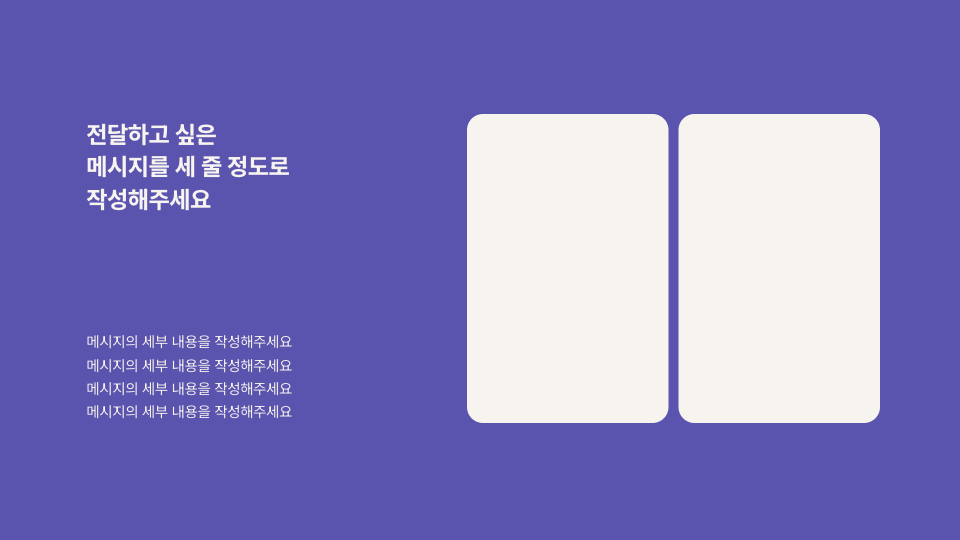 전달하고 싶은
메시지를 세 줄 정도로
작성해주세요
메시지의 세부 내용을 작성해주세요
메시지의 세부 내용을 작성해주세요
메시지의 세부 내용을 작성해주세요
메시지의 세부 내용을 작성해주세요